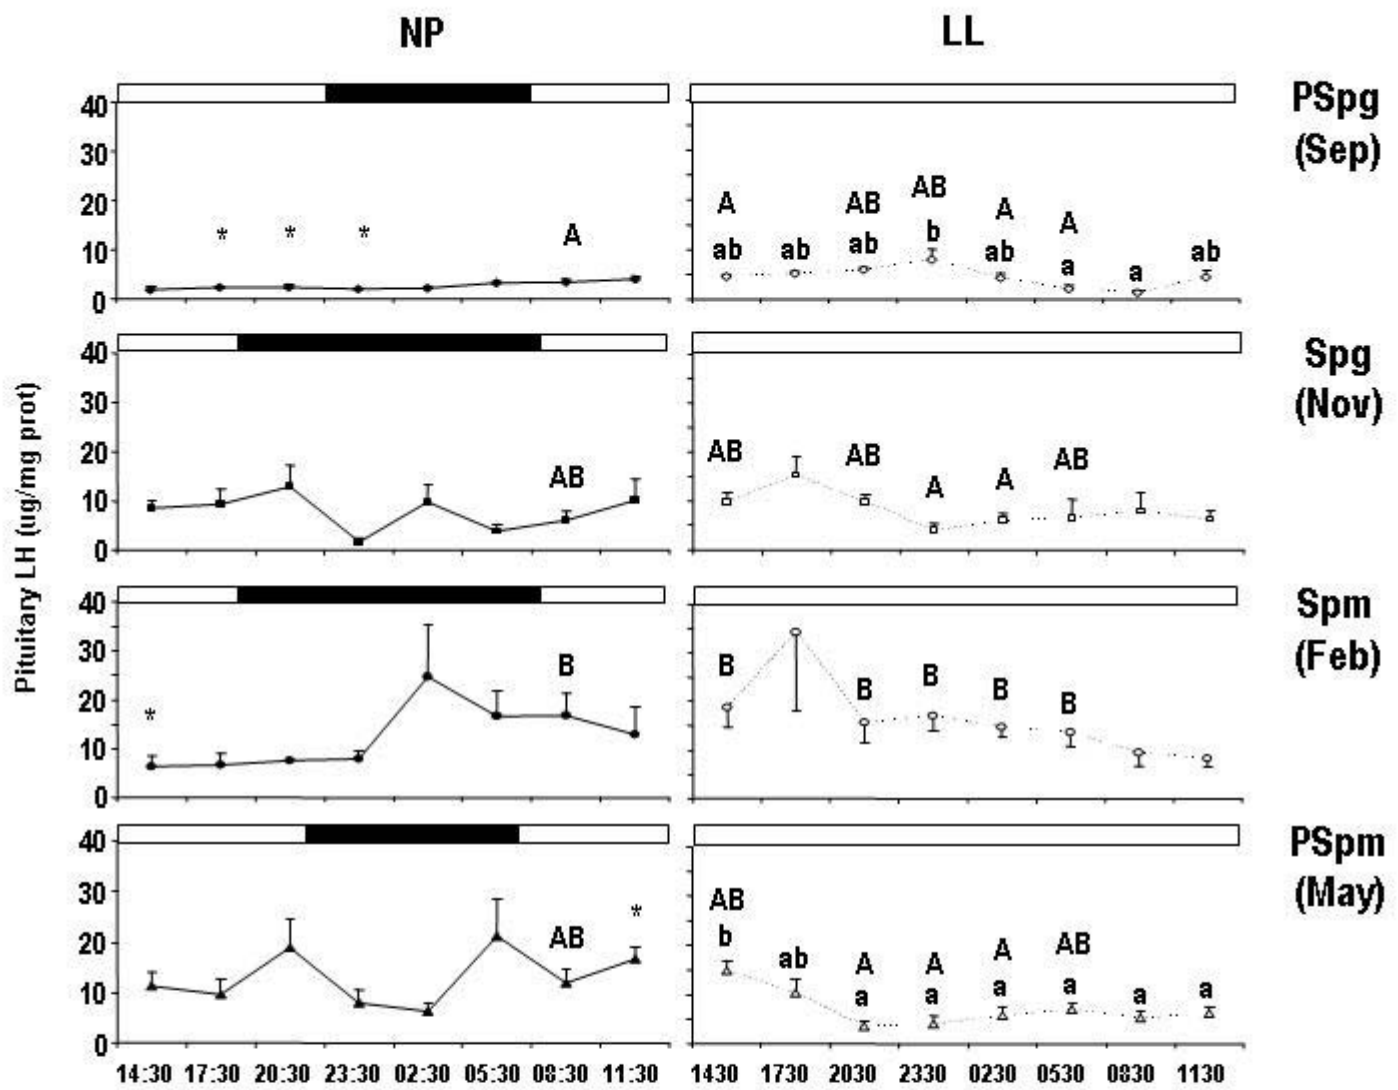 NP LL
PSpg
(Sep)
40
30
20
10
0
* * * A
A AB AB A A
ab ab ab b ab a a ab
Spg
(Nov)
40
30
20
10
0
AB
AB AB A A AB
Pituitary LH (ug/mg prot)
Spm
(Feb)
40
30
20
10
0
* B
B B B B B
PSpm
(May)
40
30
20
10
0
AB *
AB A A A AB
b ab a a a a a a
14:30 17:30 20:30 23:30 02:30 05:30 08:30 11:30
1430 1730 2030 2330 0230 0530 0830 1130